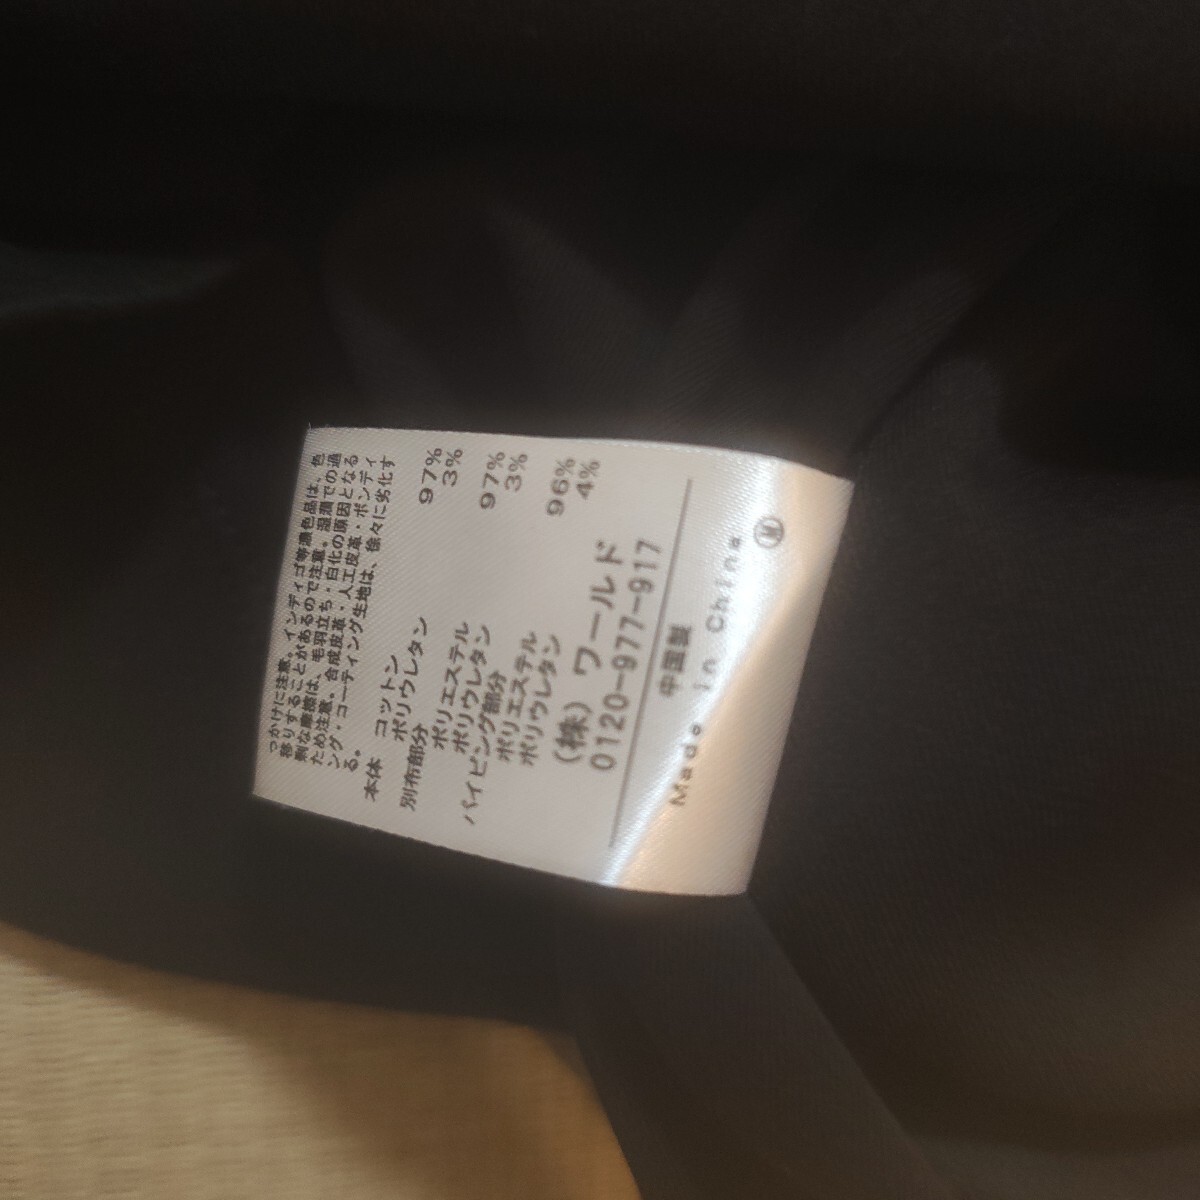 つかけに注意。インディゴ等濃色品は、色
移りすることがあるので注意。湿潤での過
剰な摩擦は、毛羽立ち・白化の原因となる
ため注意。合成皮革・人工皮革・ボンディ
ング・コーティング生地は、徐々に劣化す
る。
本体 コットン 97%
ポリウレタン 3%
別布部分
ポリエステル 97%
ポリウレタン 3%
パイピング部分
ポリエステル 96%
ポリウレタン 4%
(株) ワールド
0120-977-917
中国製
Made in China